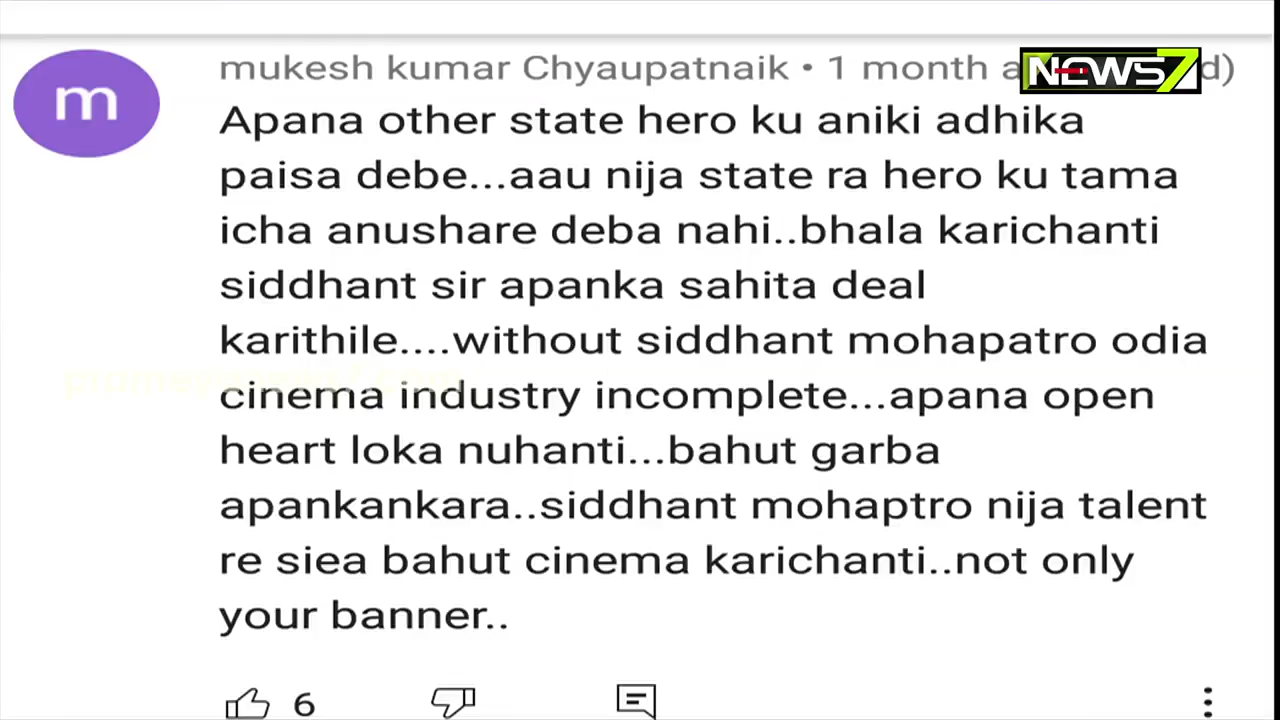 mukesh kumar Chyaupatnaik • 1 month a
NEWS7
d)
m
Apana other state hero ku aniki adhika
paisa debe...aau nija state ra hero ku tama
icha anushare deba nahi..bhala karichanti
siddhant sir apanka sahita deal
karithile....without siddhant mohapatro odia
cinema industry incomplete...apana open
heart loka nuhanti...bahut garba
apankankara..siddhant mohaptro nija talent
re siea bahut cinema karichanti..not only
your banner..
6